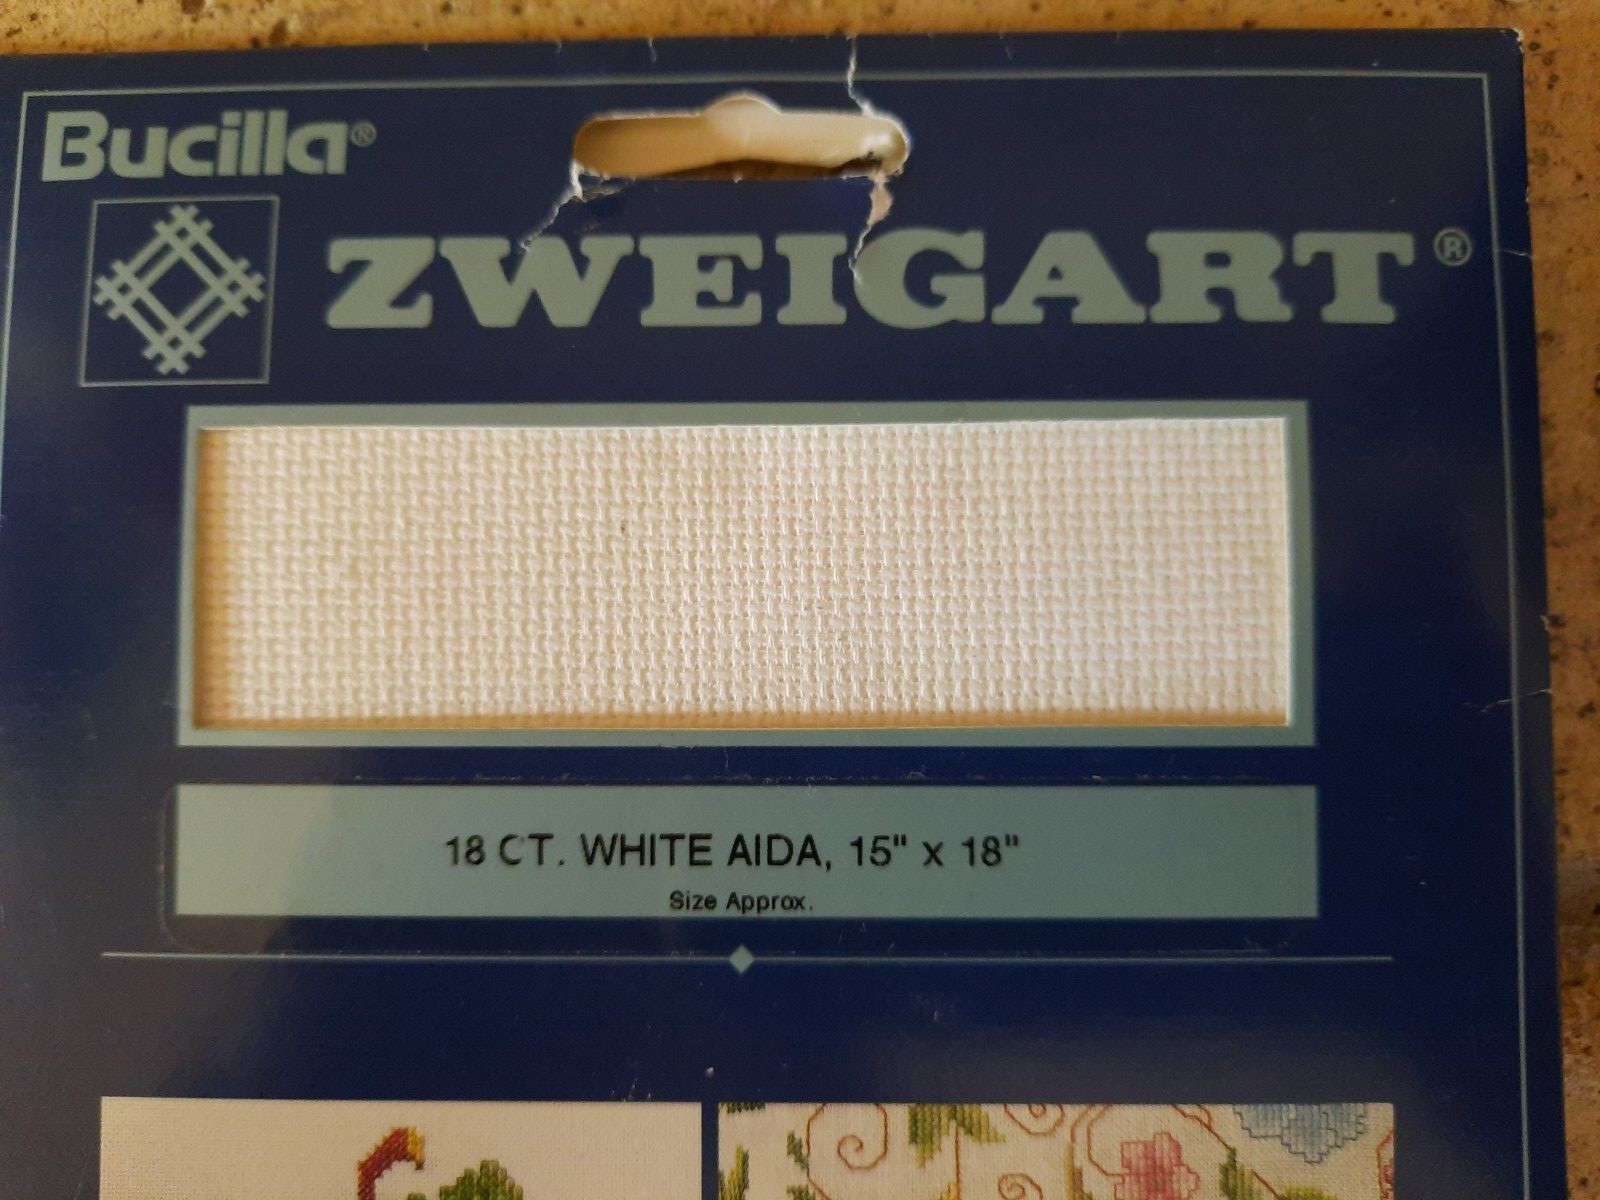 Bucilla®
ZWEIGART®
18 CT. WHITE AIDA, 15" x 18"
Size Approx.